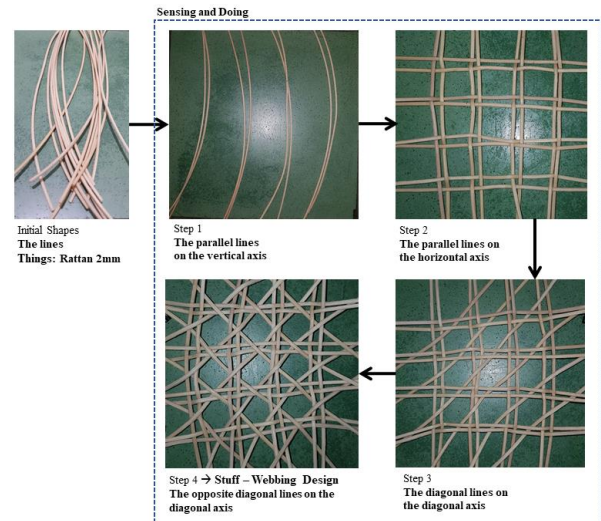 Sensing and Doing
Initial Shapes
The lines
Things: Rattan 2mm
Step 1
The parallel lines
on the vertical axis
Step 2
The parallel lines on
the horizontal axis
Step 4 → Stuff – Webbing Design
The opposite diagonal lines on the
diagonal axis
Step 3
The diagonal lines on
the diagonal axis